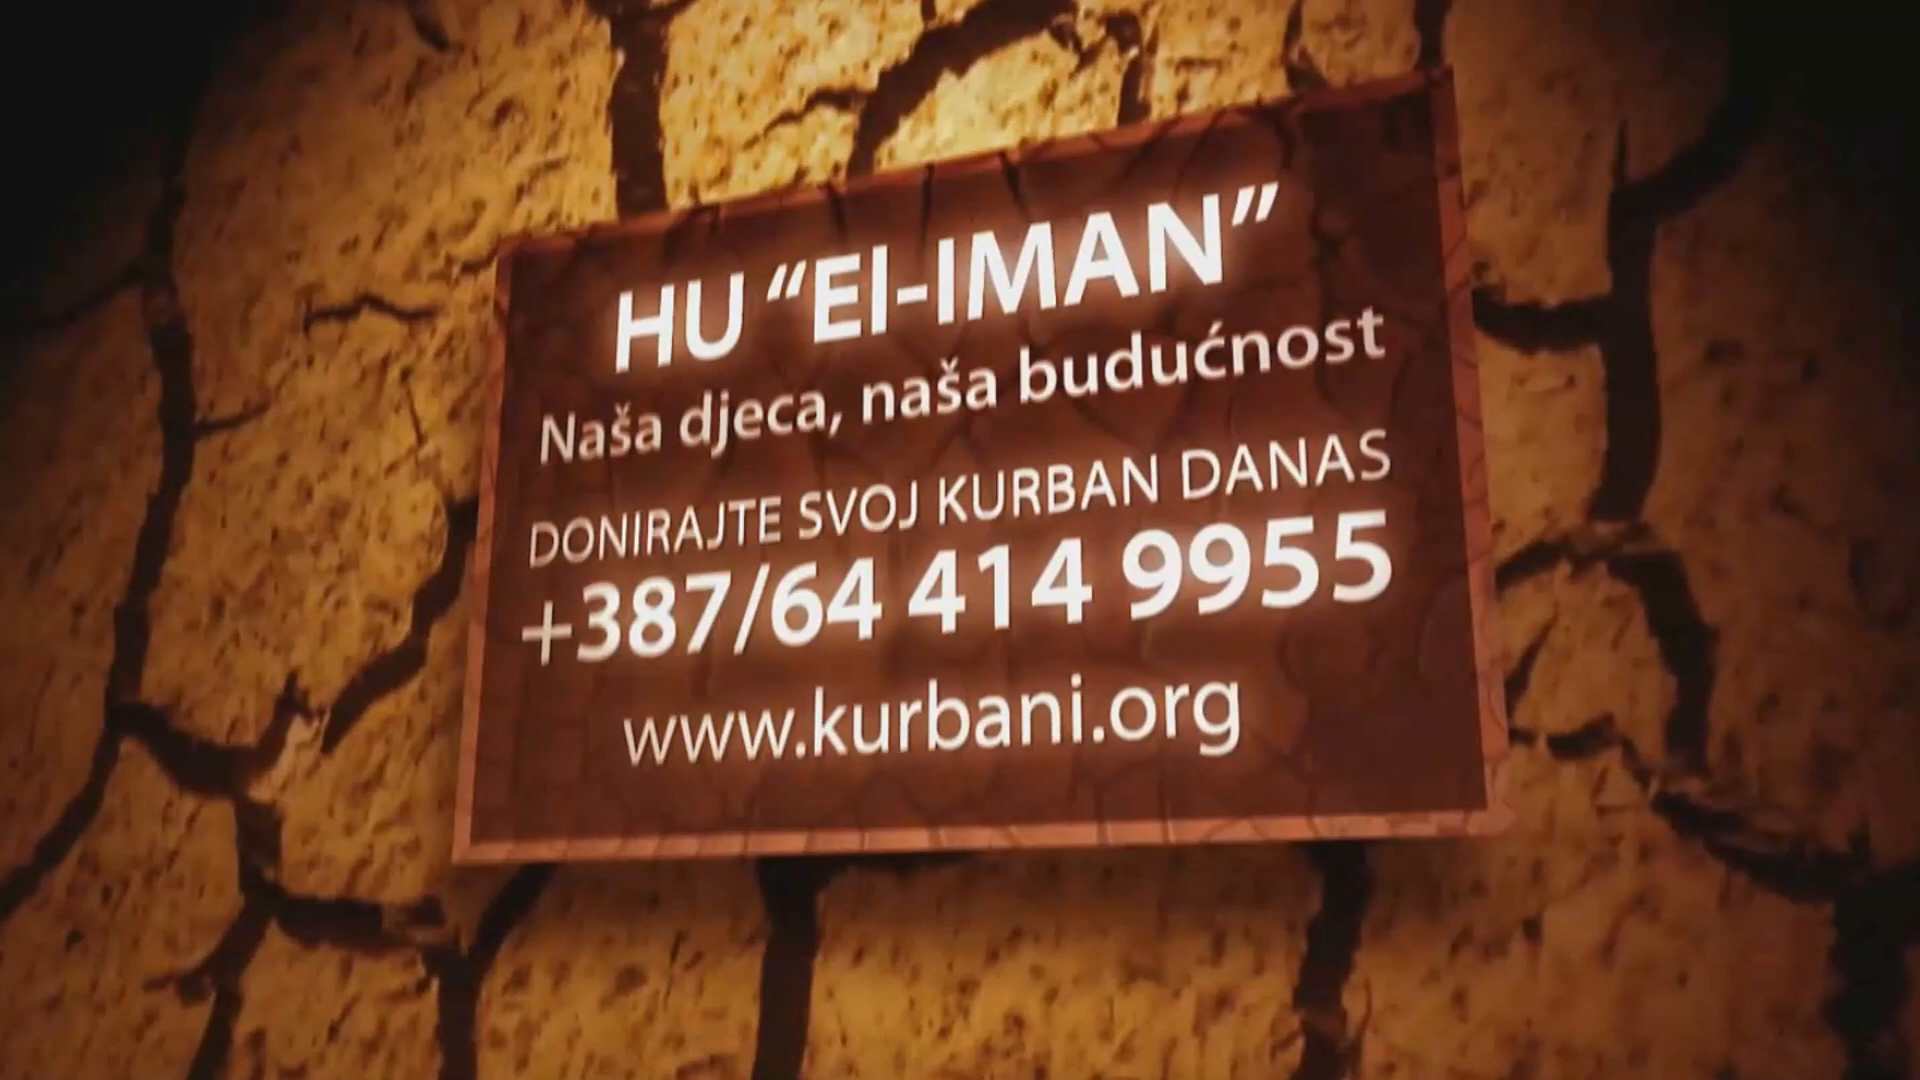 HU “El-IMAN”
Naša djeca, naša budućnost
DONIRAJTE SVOJ KURBAN DANAS
+387/64 414 9955
www.kurbani.org